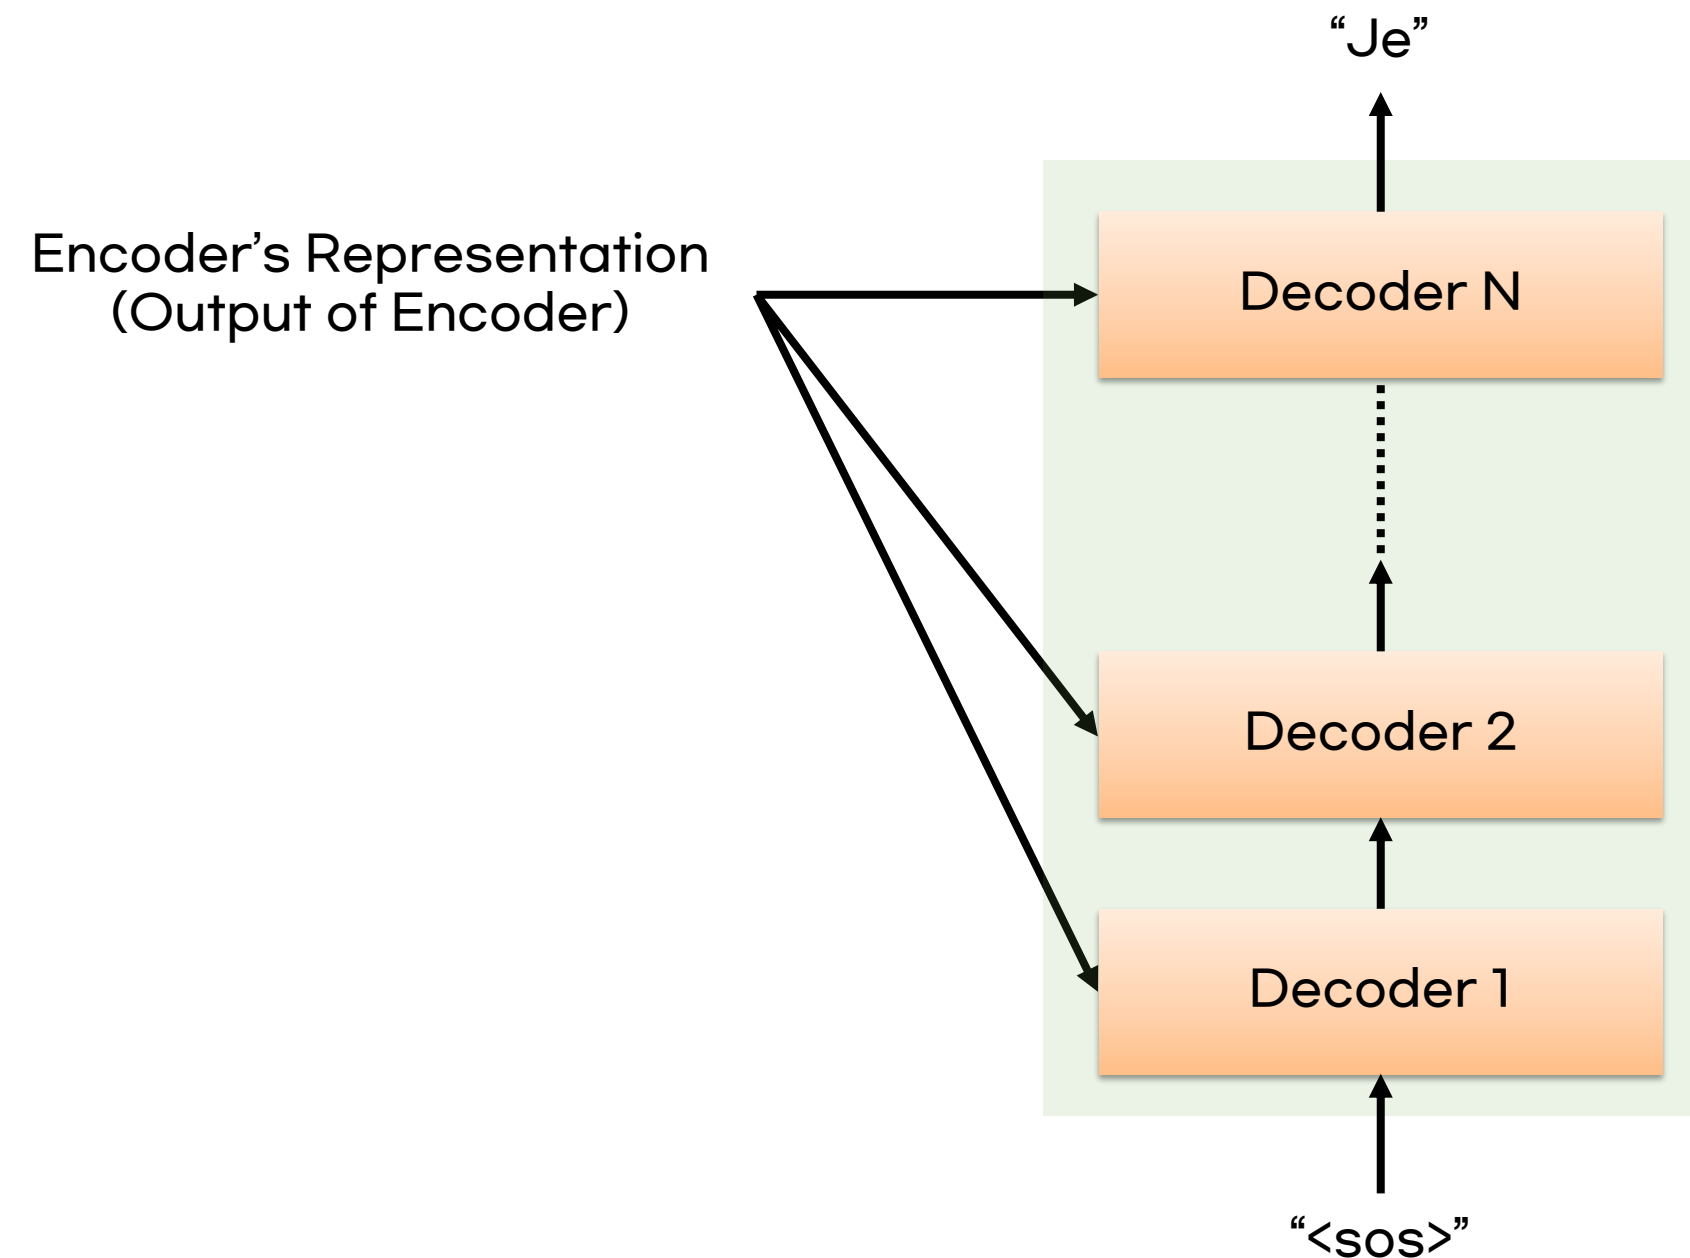 “Je”
Encoder’s Representation
(Output of Encoder)
Decoder N
Decoder 2
Decoder 1
“<sos>”